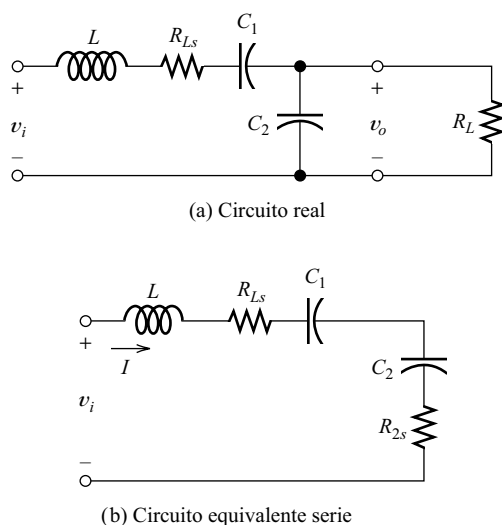 L R_Ls C_1
+ + 
v_i C_2 v_o R_L
– –
(a) Circuito real
L R_Ls C_1
+ I C_2
v_i R_2s
–
(b) Circuito equivalente serie